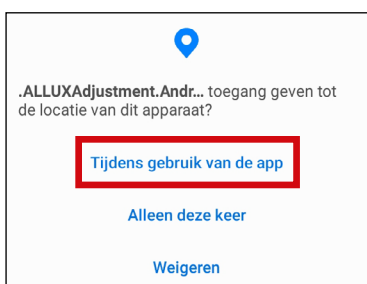 .ALLUXAdjustment.Andr... toegang geven tot
de locatie van dit apparaat?
Tijdens gebruik van de app
Alleen deze keer
Weigeren